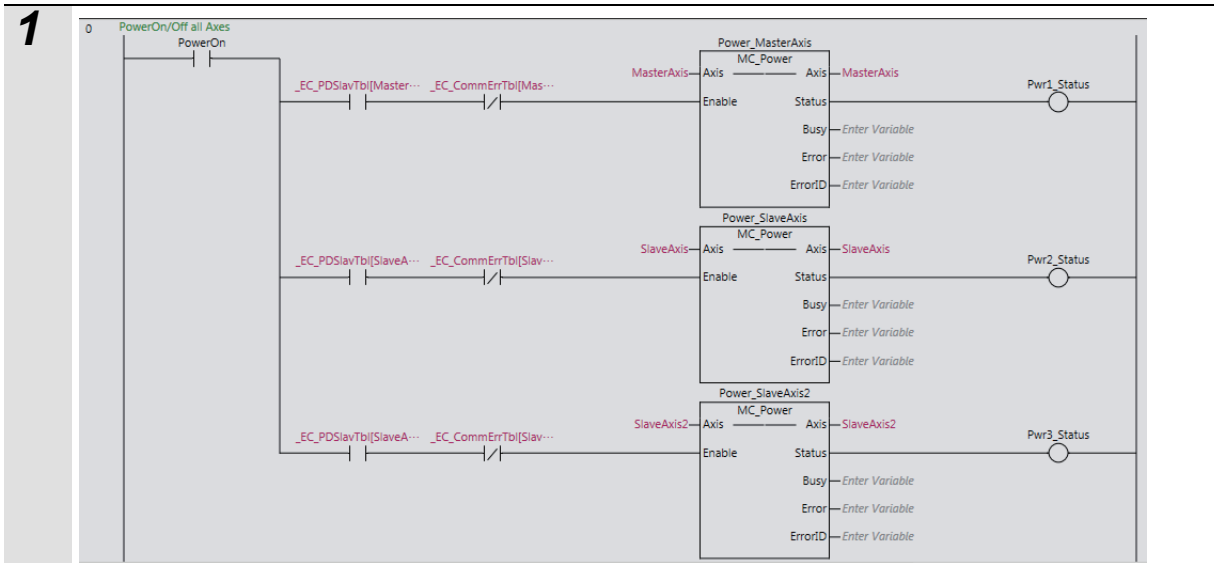 1
0 PowerOn/Off all Axes
PowerOn
Power_MasterAxis
MC_Power
MasterAxis Axis Axis MasterAxis
_EC_PDSlavTbl[Master··· _EC_CommErrTbl[Mas··· Pwr1_Status
Enable Status
Busy Enter Variable
Error Enter Variable
ErrorID Enter Variable
Power_SlaveAxis
MC_Power
SlaveAxis Axis Axis SlaveAxis
_EC_PDSlavTbl[SlaveA··· _EC_CommErrTbl[Slav··· Pwr2_Status
Enable Status
Busy Enter Variable
Error Enter Variable
ErrorID Enter Variable
Power_SlaveAxis2
MC_Power
SlaveAxis2 Axis Axis SlaveAxis2
_EC_PDSlavTbl[SlaveA··· _EC_CommErrTbl[Slav··· Pwr3_Status
Enable Status
Busy Enter Variable
Error Enter Variable
ErrorID Enter Variable